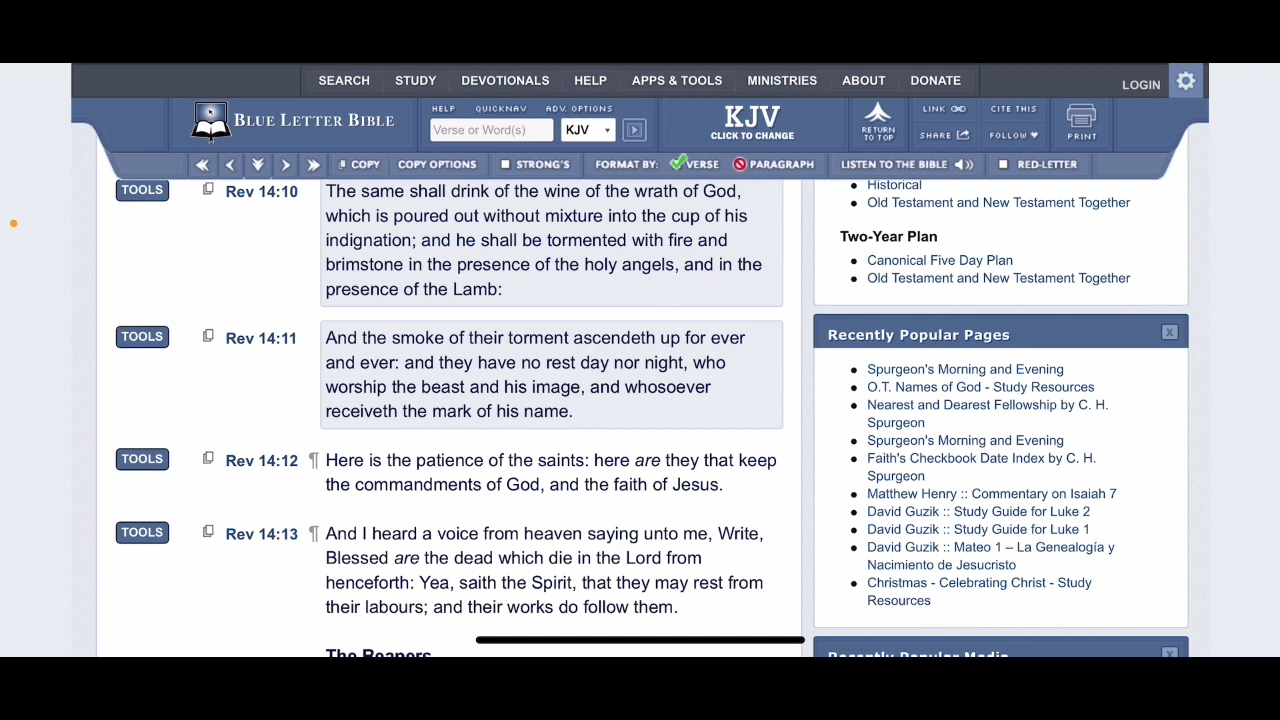 SEARCH STUDY DEVOTIONALS HELP APPS & TOOLS MINISTRIES ABOUT DONATE LOGIN
BLUE LETTER BIBLE
HELP QUICKNAV ADV. OPTIONS
Verse or Word(s) KJV
KJV
CLICK TO CHANGE
RETURN
TO TOP
LINK CITE THIS
SHARE FOLLOW
PRINT
COPY COPY OPTIONS STRONG'S FORMAT BY: VERSE PARAGRAPH LISTEN TO THE BIBLE RED-LETTER
TOOLS Rev 14:10 The same shall drink of the wine of the wrath of God,
which is poured out without mixture into the cup of his
indignation; and he shall be tormented with fire and
brimstone in the presence of the holy angels, and in the
presence of the Lamb:
TOOLS Rev 14:11 And the smoke of their torment ascendeth up for ever
and ever: and they have no rest day nor night, who
worship the beast and his image, and whosoever
receiveth the mark of his name.
TOOLS Rev 14:12 ¶ Here is the patience of the saints: here are they that keep
the commandments of God, and the faith of Jesus.
TOOLS Rev 14:13 ¶ And I heard a voice from heaven saying unto me, Write,
Blessed are the dead which die in the Lord from
henceforth: Yea, saith the Spirit, that they may rest from
their labours; and their works do follow them.
The Reapers
Historical
Old Testament and New Testament Together
Two-Year Plan
Canonical Five Day Plan
Old Testament and New Testament Together
Recently Popular Pages x
Spurgeon's Morning and Evening
O.T. Names of God - Study Resources
Nearest and Dearest Fellowship by C. H.
Spurgeon
Spurgeon's Morning and Evening
Faith's Checkbook Date Index by C. H.
Spurgeon
Matthew Henry :: Commentary on Isaiah 7
David Guzik :: Study Guide for Luke 2
David Guzik :: Study Guide for Luke 1
David Guzik :: Mateo 1 – La Genealogía y
Nacimiento de Jesucristo
Christmas - Celebrating Christ - Study
Resources
Recently Popular Media x